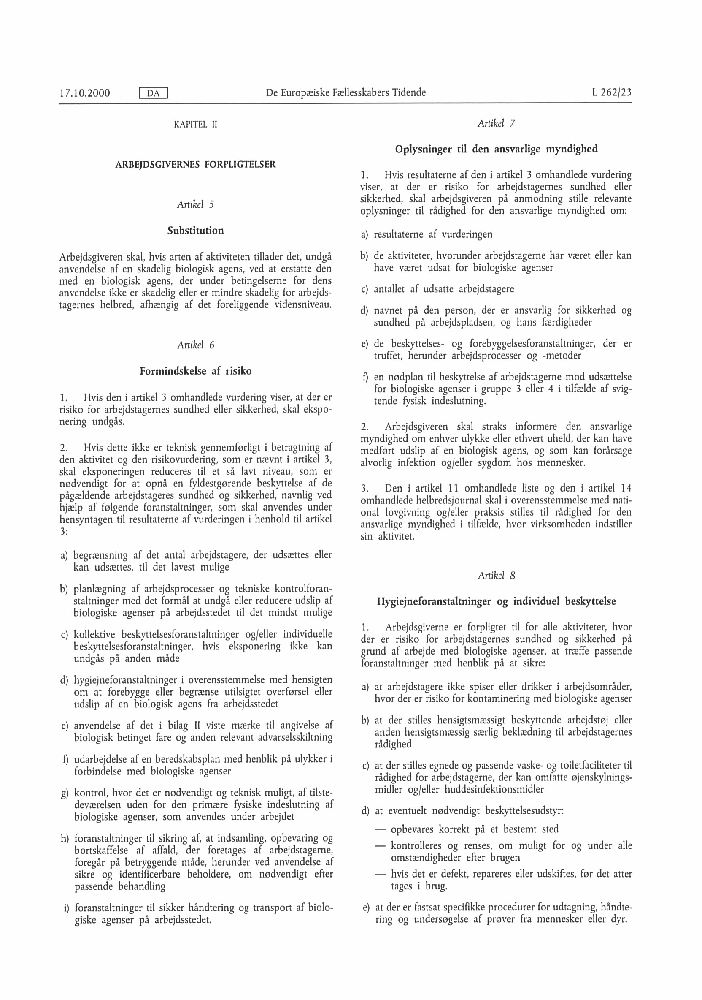 17.10.2000 DA De Europæiske Fællesskabers Tidende L 262/23
KAPITEL II
ARBEJDSGIVERNES FORPLIGTELSER
Artikel 5
Substitution
Arbejdsgiveren skal, hvis arten af aktiviteten tillader det, undgå
anvendelse af en skadelig biologisk agens, ved at erstatte den
med en biologisk agens, der under betingelserne for dens
anvendelse ikke er skadelig eller er mindre skadelig for arbejds-
tagernes helbred, afhængig af det foreliggende vidensniveau.
Artikel 6
Formindskelse af risiko
1. Hvis den i artikel 3 omhandlede vurdering viser, at der er
risiko for arbejdstagernes sundhed eller sikkerhed, skal ekspo-
nering undgås.
2. Hvis dette ikke er teknisk gennemførligt i betragtning af
den aktivitet og den risikovurdering, som er nævnt i artikel 3,
skal eksponeringen reduceres til et så lavt niveau, som er
nødvendigt for at opnå en fyldestgørende beskyttelse af de
pågældende arbejdstageres sundhed og sikkerhed, navnlig ved
hjælp af følgende foranstaltninger, som skal anvendes under
hensyntagen til resultaterne af vurderingen i henhold til artikel
3:
a) begrænsning af det antal arbejdstagere, der udsættes eller
kan udsættes, til det lavest mulige
b) planlægning af arbejdsprocesser og tekniske kontrolforan-
staltninger med det formål at undgå eller reducere udslip af
biologiske agenser på arbejdsstedet til det mindst mulige
c) kollektive beskyttelsesforanstaltninger og/eller individuelle
beskyttelsesforanstaltninger, hvis eksponering ikke kan
undgås på anden måde
d) hygiejneforanstaltninger i overensstemmelse med hensigten
om at forebygge eller begrænse utilsigtet overførsel eller
udslip af en biologisk agens fra arbejdsstedet
e) anvendelse af det i bilag II viste mærke til angivelse af
biologisk betinget fare og anden relevant advarselsskiltning
f) udarbejdelse af en beredskabsplan med henblik på ulykker i
forbindelse med biologiske agenser
g) kontrol, hvor det er nødvendigt og teknisk muligt, af tilste-
deværelsen uden for den primære fysiske indeslutning af
biologiske agenser, som anvendes under arbejdet
h) foranstaltninger til sikring af, at indsamling, opbevaring og
bortskaffelse af affald, der foretages af arbejdstagerne,
foregår på betryggende måde, herunder ved anvendelse af
sikre og identificerbare beholdere, om nødvendigt efter
passende behandling
i) foranstaltninger til sikker håndtering og transport af biolo-
giske agenser på arbejdsstedet.
Artikel 7
Oplysninger til den ansvarlige myndighed
1. Hvis resultaterne af den i artikel 3 omhandlede vurdering
viser, at der er risiko for arbejdstagernes sundhed eller
sikkerhed, skal arbejdsgiveren på anmodning stille relevante
oplysninger til rådighed for den ansvarlige myndighed om:
a) resultaterne af vurderingen
b) de aktiviteter, hvorunder arbejdstagerne har været eller kan
have været udsat for biologiske agenser
c) antallet af udsatte arbejdstagere
d) navnet på den person, der er ansvarlig for sikkerhed og
sundhed på arbejdspladsen, og hans færdigheder
e) de beskyttelses- og forebyggelsesforanstaltninger, der er
truffet, herunder arbejdsprocesser og -metoder
f) en nødplan til beskyttelse af arbejdstagerne mod udsættelse
for biologiske agenser i gruppe 3 eller 4 i tilfælde af svig-
tende fysisk indeslutning.
2. Arbejdsgiveren skal straks informere den ansvarlige
myndighed om enhver ulykke eller ethvert uheld, der kan have
medført udslip af en biologisk agens, og som kan forårsage
alvorlig infektion og/eller sygdom hos mennesker.
3. Den i artikel 11 omhandlede liste og den i artikel 14
omhandlede helbredsjournal skal i overensstemmelse med nati-
onal lovgivning og/eller praksis stilles til rådighed for den
ansvarlige myndighed i tilfælde, hvor virksomheden indstiller
sin aktivitet.
Artikel 8
Hygiejneforanstaltninger og individuel beskyttelse
1. Arbejdsgiverne er forpligtet til for alle aktiviteter, hvor
der er risiko for arbejdstagernes sundhed og sikkerhed på
grund af arbejde med biologiske agenser, at træffe passende
foranstaltninger med henblik på at sikre:
a) at arbejdstagere ikke spiser eller drikker i arbejdsområder,
hvor der er risiko for kontaminering med biologiske agenser
b) at der stilles hensigtsmæssigt beskyttende arbejdstøj eller
anden hensigtsmæssig særlig beklædning til arbejdstagernes
rådighed
c) at der stilles egnede og passende vaske- og toiletfaciliteter til
rådighed for arbejdstagerne, der kan omfatte øjenskylnings-
midler og/eller huddesinfektionsmidler
d) at eventuelt nødvendigt beskyttelsesudstyr:
— opbevares korrekt på et bestemt sted
— kontrolleres og renses, om muligt for og under alle
omstændigheder efter brugen
— hvis det er defekt, repareres eller udskiftes, før det atter
tages i brug.
e) at der er fastsat specifikke procedurer for udtagning, håndte-
ring og undersøgelse af prøver fra mennesker eller dyr.